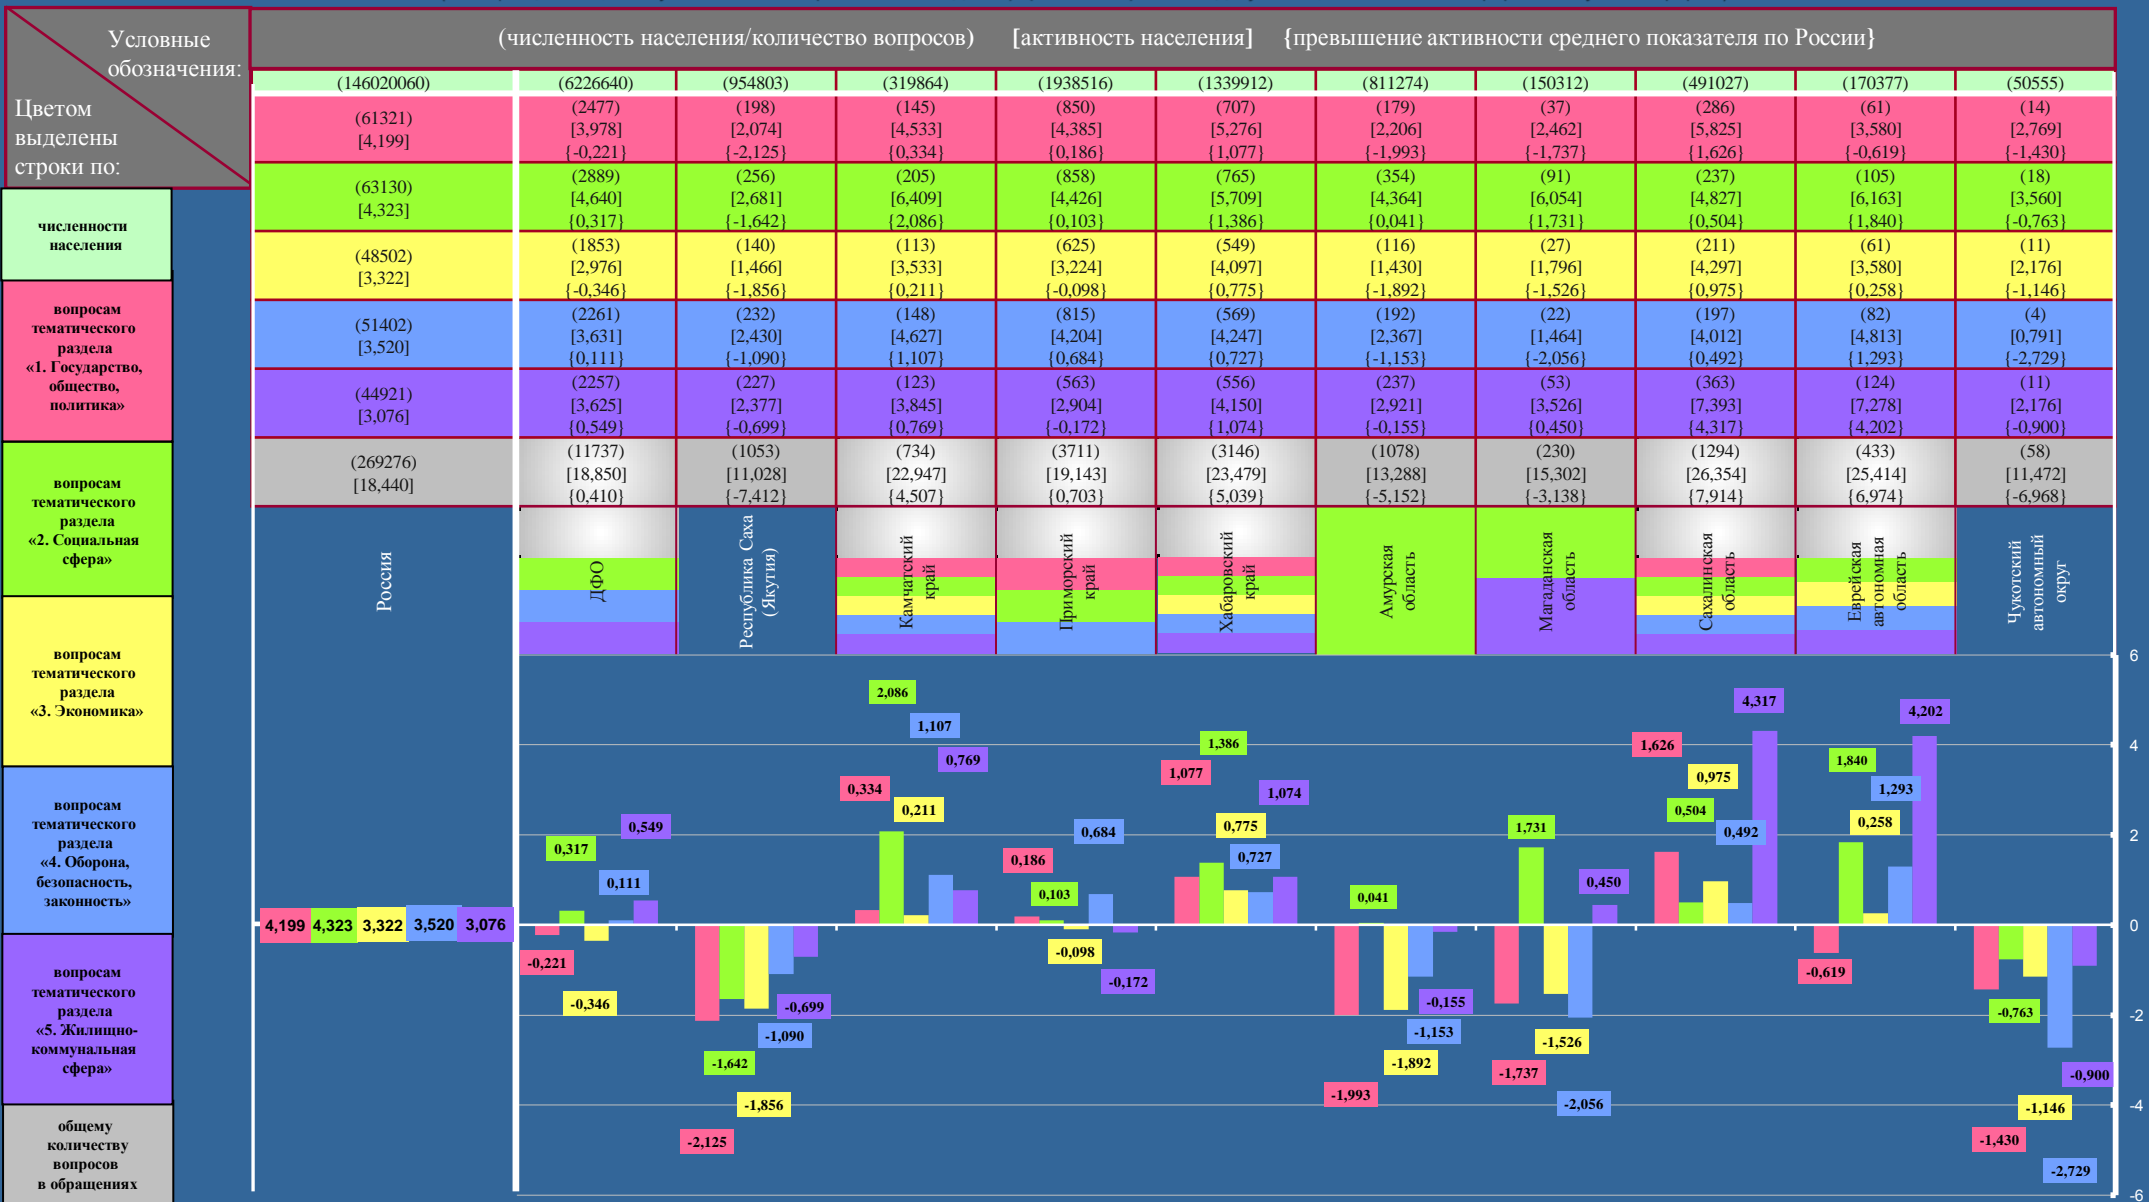 Условные
обозначения:
Цветом
выделены
строки по:
(численность населения/количество вопросов) [активность населения] {превышение активности среднего показателя по России}
(146020060) (6226640) (954803) (319864) (1938516) (1339912) (811274) (150312) (491027) (170377) (50555)
(61321)
[4,199]
(2477) (198) (145) (850) (707) (179) (37) (286) (61) (14)
[3,978] [2,074] [4,533] [4,385] [5,276] [2,206] [2,462] [5,825] [3,580] [2,769]
{-0,221} {-2,125} {0,334} {0,186} {1,077} {-1,993} {-1,737} {1,626} {-0,619} {-1,430}
(63130)
[4,323]
(2889) (256) (205) (858) (765) (354) (91) (237) (105) (18)
[4,640] [2,681] [6,409] [4,426] [5,709] [4,364] [6,054] [4,827] [6,163] [3,560]
{0,317} {-1,642} {2,086} {0,103} {1,386} {0,041} {1,731} {0,504} {1,840} {-0,763}
(48502)
[3,322]
(1853) (140) (113) (625) (549) (116) (27) (211) (61) (11)
[2,976] [1,466] [3,533] [3,224] [4,097] [1,430] [1,796] [4,297] [3,580] [2,176]
{-0,346} {-1,856} {0,211} {-0,098} {0,775} {-1,892} {-1,526} {0,975} {0,258} {-1,146}
(51402)
[3,520]
(2261) (232) (148) (815) (569) (192) (22) (197) (82) (4)
[3,631] [2,430] [4,627] [4,204] [4,247] [2,367] [1,464] [4,012] [4,813] [0,791]
{0,111} {-1,090} {1,107} {0,684} {0,727} {-1,153} {-2,056} {0,492} {1,293} {-2,729}
(44921)
[3,076]
(2257) (227) (123) (563) (556) (237) (53) (363) (124) (11)
[3,625] [2,377] [3,845] [2,904] [4,150] [2,921] [3,526] [7,393] [7,278] [2,176]
{0,549} {-0,699} {0,769} {-0,172} {1,074} {-0,155} {0,450} {4,317} {4,202} {-0,900}
(269276)
[18,440]
(11737) (1053) (734) (3711) (3146) (1078) (230) (1294) (433) (58)
[18,850] [11,028] [22,947] [19,143] [23,479] [13,288] [15,302] [26,354] [25,414] [11,472]
{0,410} {-7,412} {4,507} {0,703} {5,039} {-5,152} {-3,138} {7,914} {6,974} {-6,968}
численности
населения
вопросам
тематического
раздела
«1. Государство,
общество,
политика»
вопросам
тематического
раздела
«2. Социальная
сфера»
вопросам
тематического
раздела
«3. Экономика»
вопросам
тематического
раздела
«4. Оборона,
безопасность,
законность»
вопросам
тематического
раздела
«5. Жилищно-
коммунальная
сфера»
общему
количеству
вопросов
в обращениях
Россия
ДФО
Республика Саха
(Якутия)
Камчатский
край
Приморский
край
Хабаровский
край
Амурская
область
Магаданская
область
Сахалинская
область
Еврейская
автономная
область
Чукотский
автономный
округ
4,199 4,323 3,322 3,520 3,076
-0,221
0,317
-0,346
0,111
0,549
-2,125
-1,642
-1,856
-1,090
-0,699
0,334
2,086
0,211
1,107
0,769
0,186
0,103
-0,098
0,684
-0,172
1,077
1,386
0,775
0,727
1,074
-1,993
0,041
-1,892
-1,153
-0,155
-1,737
1,731
-1,526
-2,056
0,450
1,626
0,504
0,975
0,492
4,317
-0,619
1,840
0,258
1,293
4,202
-1,430
-0,763
-1,146
-2,729
-0,900
6
4
2
0
-2
-4
-6